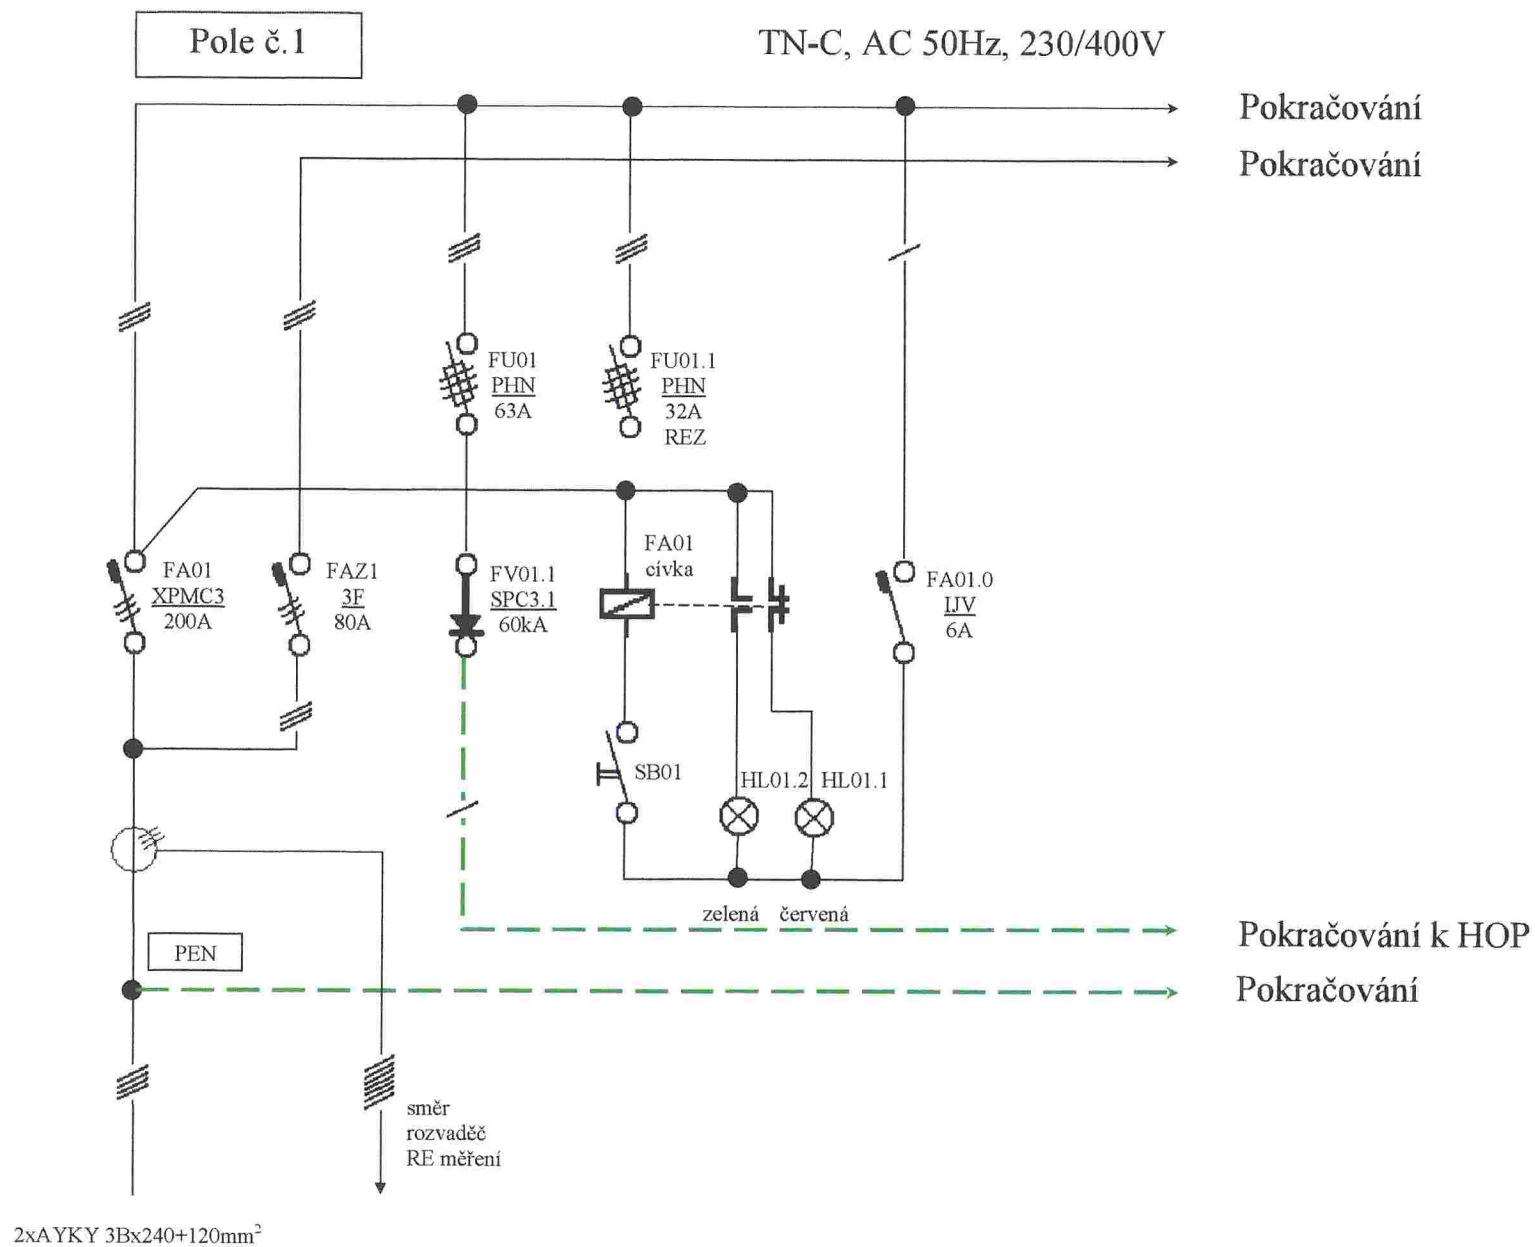 Pole č.1
TN-C, AC 50Hz, 230/400V
Pokračování
Pokračování
FU01
PHN
63A
FU01.1
PHN
32A
REZ
FA01
XPMC3
200A
FAZ1
3F
80A
FV01.1
SPC3.1
60kA
FA01
cívka
FA01.0
IJV
6A
SB01
HL01.2
HL01.1
zelená
červená
Pokračování k HOP
PEN
Pokračování
směr
rozvaděč
RE měření
2xAYKY 3Bx240+120mm²